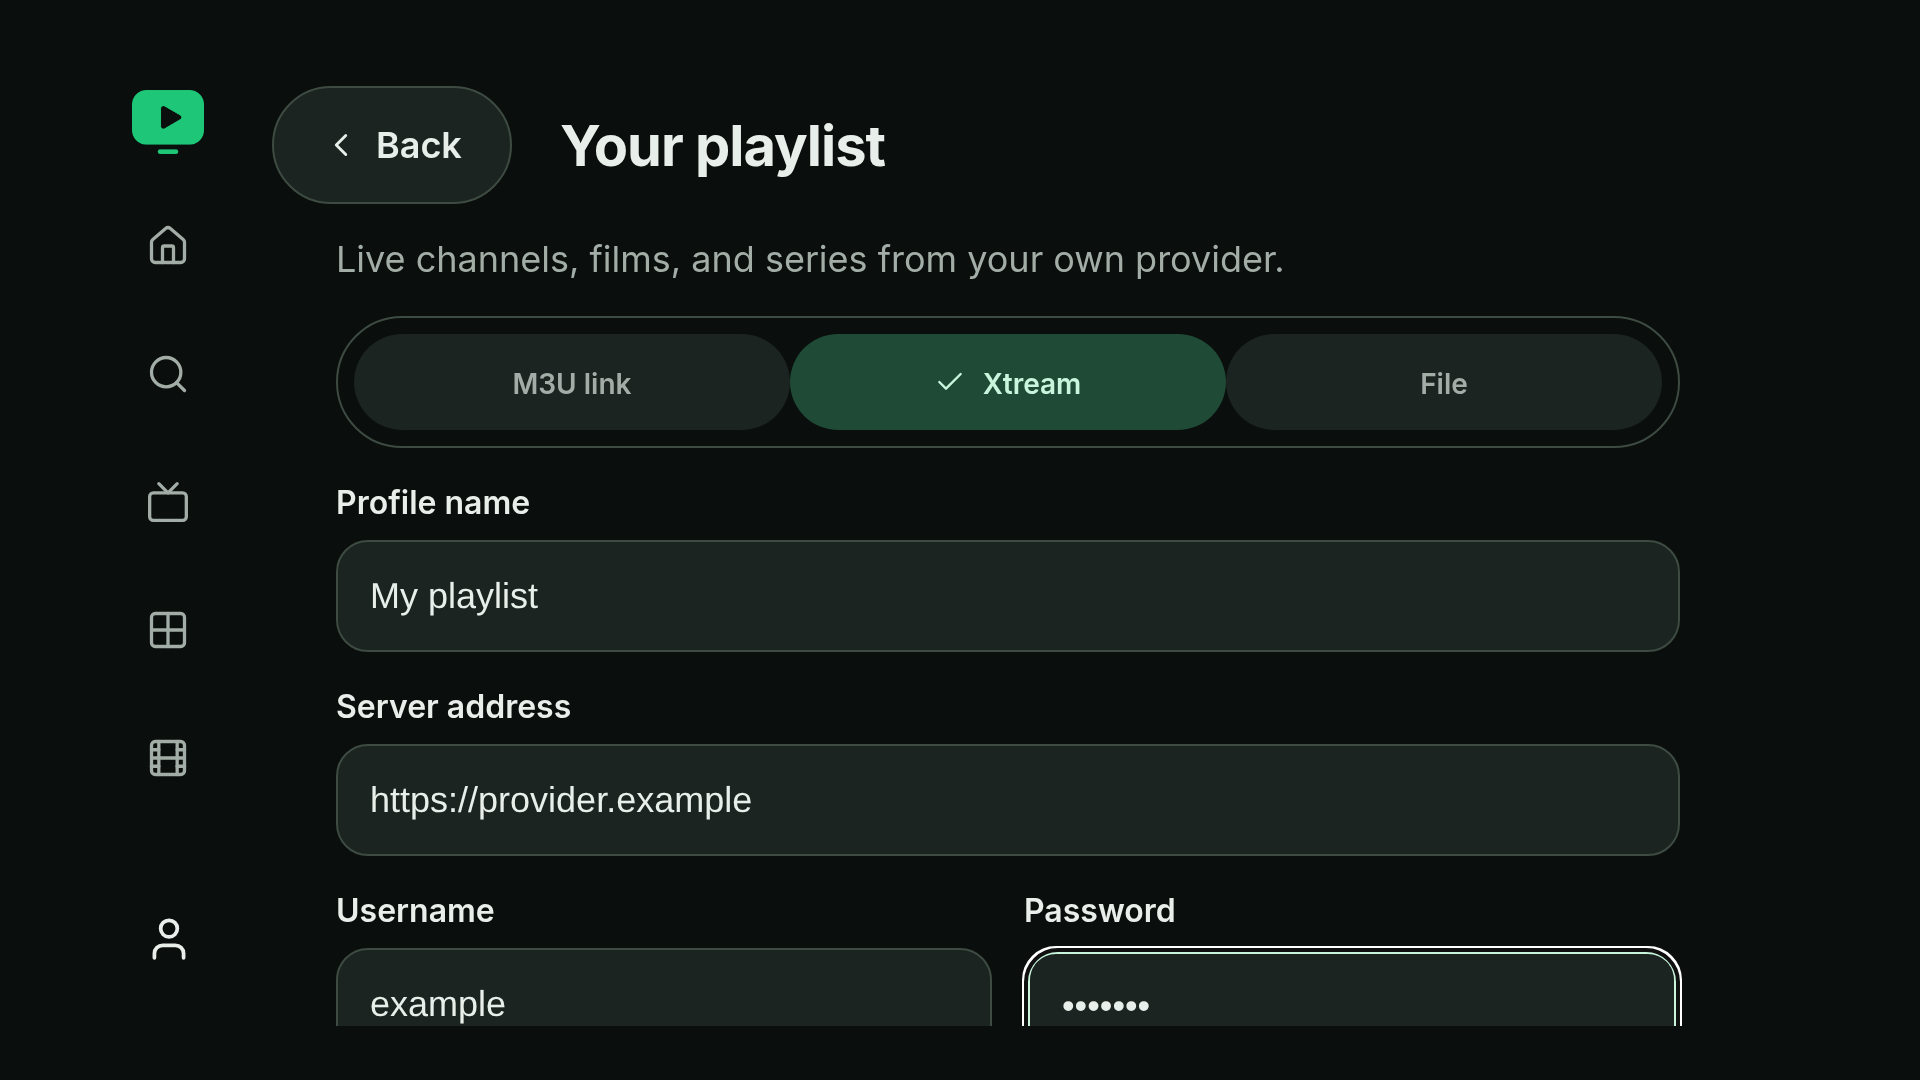 Back
Your playlist
Live channels, films, and series from your own provider.
M3U link
Xtream
File
Profile name
My playlist
Server address
https://provider.example
Username
Password
example
•••••••